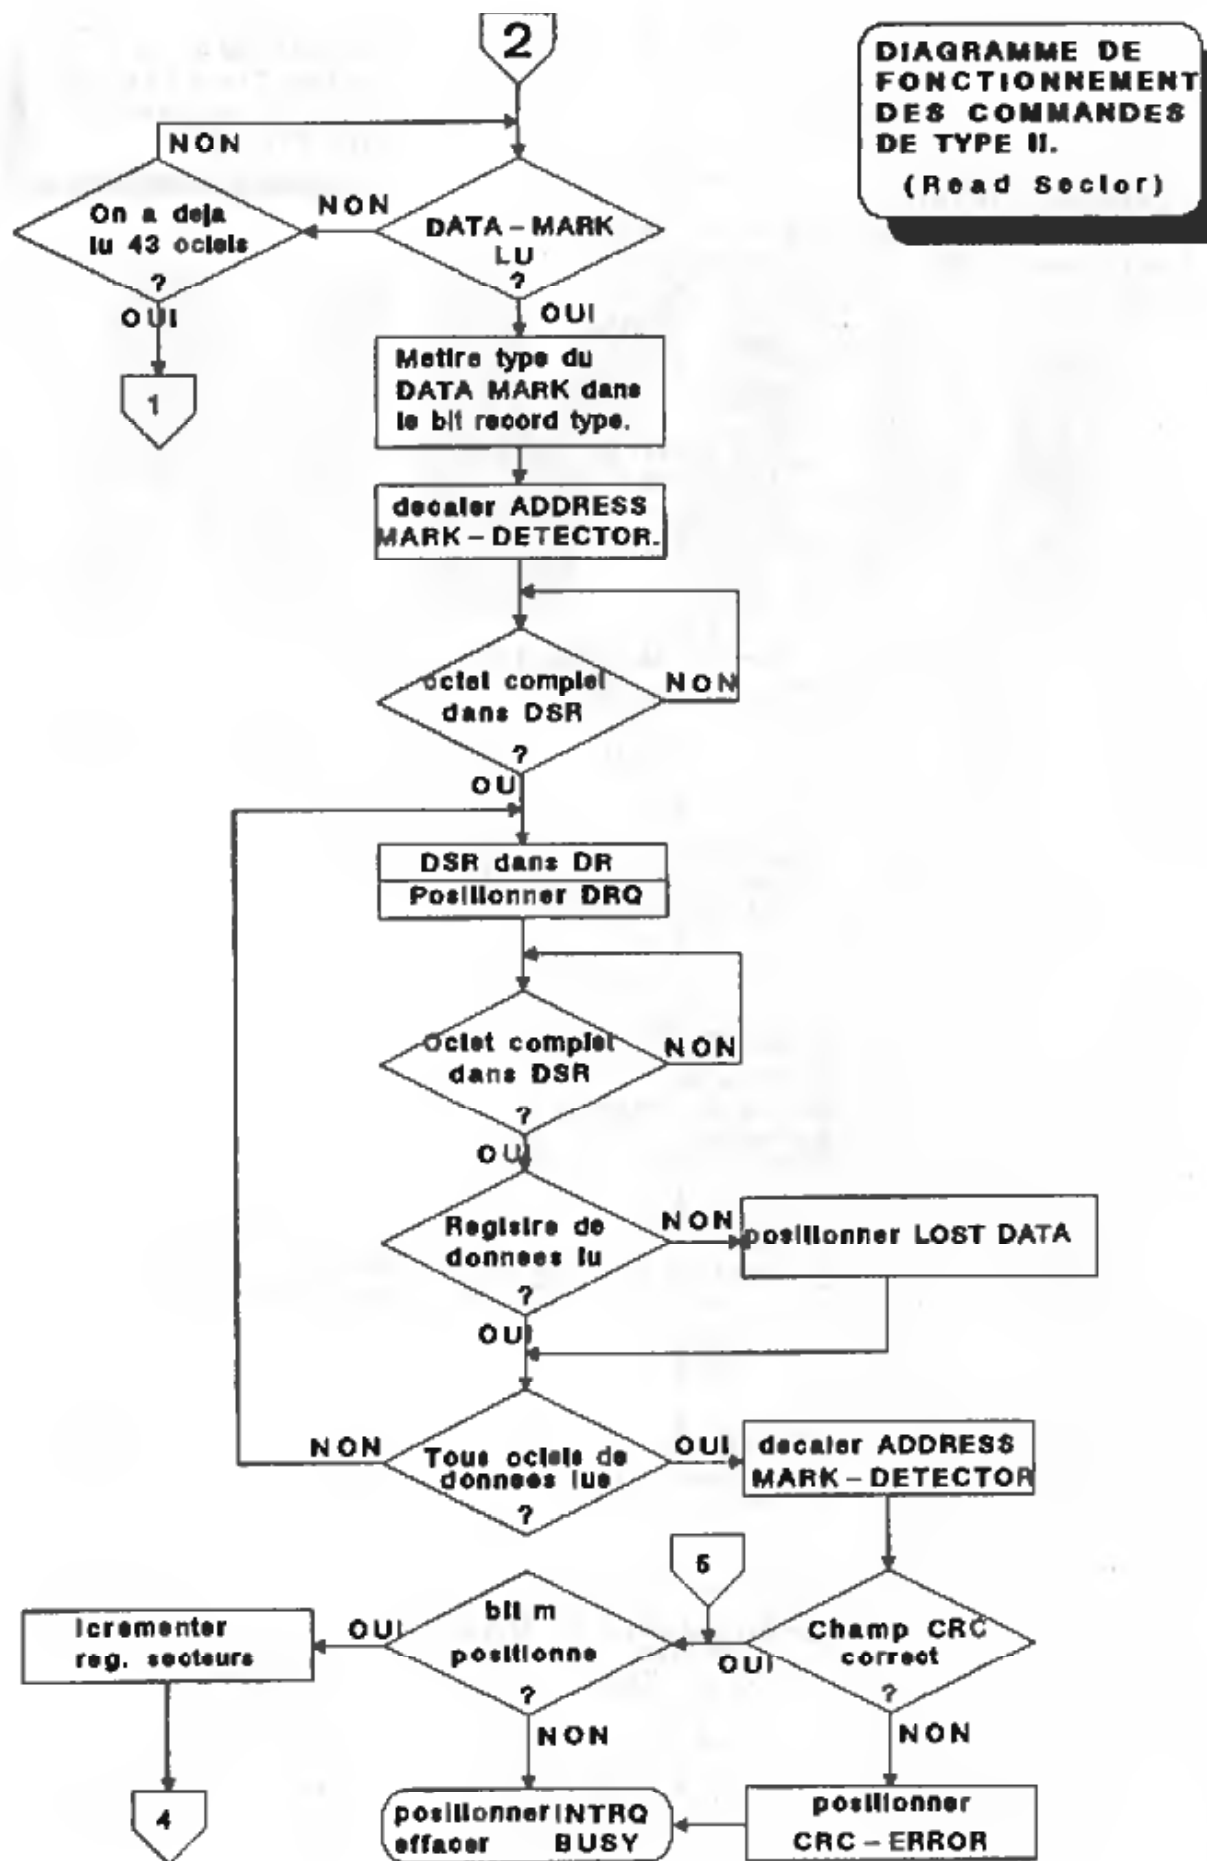 2
DIAGRAMME DE
FONCTIONNEMENT
DES COMMANDES
DE TYPE II.
(Read Sector)
NON
On a deja
lu 43 octets
?
NON
DATA-MARK
LU
?
OUI
OUI
1
Mettre type du
DATA MARK dans
le bit record type.
decaler ADDRESS
MARK-DETECTOR.
octet complet
dans DSR
?
NON
OUI
DSR dans DR
Positionner DRQ
Octet complet
dans DSR
?
NON
OUI
Registre de
donnees lu
?
NON
positionner LOST DATA
OUI
NON
Tous octets de
donnees lue
?
OUI
decaler ADDRESS
MARK-DETECTOR
5
Icrementer
reg. secteurs
OUI
bit m
positionne
?
OUI
Champ CRC
correct
?
NON
NON
4
positionner INTRQ
effacer BUSY
positionner
CRC-ERROR